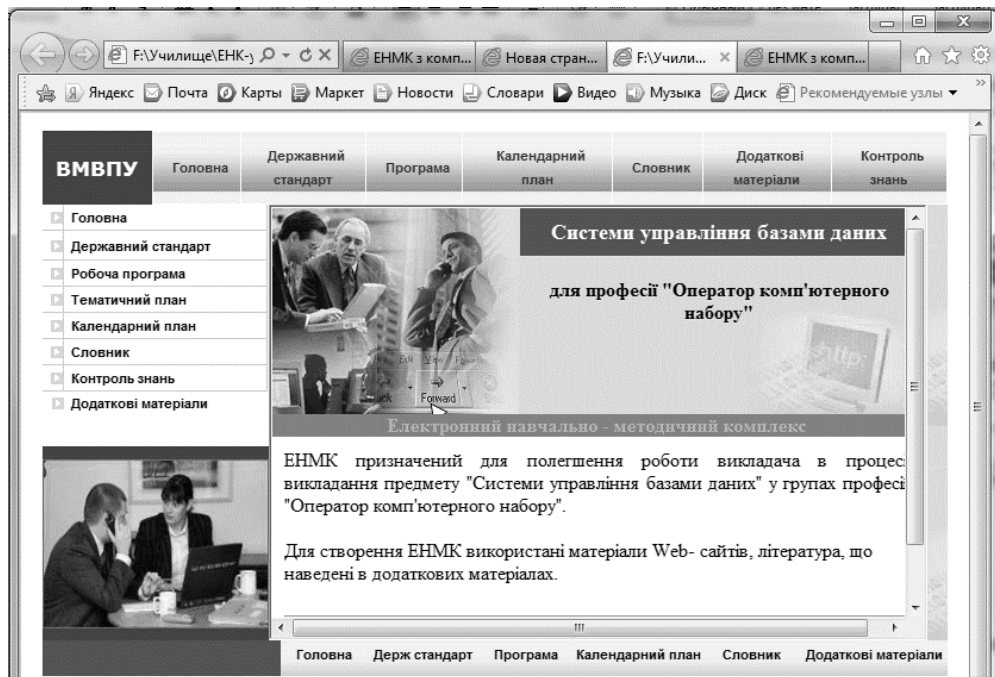 F:\Училище\ЕНК-у
ЕНМК з комп...
Новая стран...
F:\Учили...
ЕНМК з комп...
Яндекс Почта Карты Маркет Новости Словари Видео Музыка Диск Рекомендуемые узлы
ВМВПУ
Головна
Державний
стандарт
Програма
Календарний
план
Словник
Додаткові
матеріали
Контроль
знань
Головна
Державний стандарт
Робоча програма
Тематичний план
Календарний план
Словник
Контроль знань
Додаткові матеріали
Системи управління базами даних
для професії "Оператор комп'ютерного
набору"
http:
Edit View
Forward
Електронний навчально - методичний комплекс
ЕНМК призначений для полегшення роботи викладача в процес
викладання предмету "Системи управління базами даних" у групах професі
"Оператор комп'ютерного набору".
Для створення ЕНМК використані матеріали Web- сайтів, література, що
наведені в додаткових матеріалах.
Головна Держ стандарт Програма Календарний план Словник Додаткові матеріали